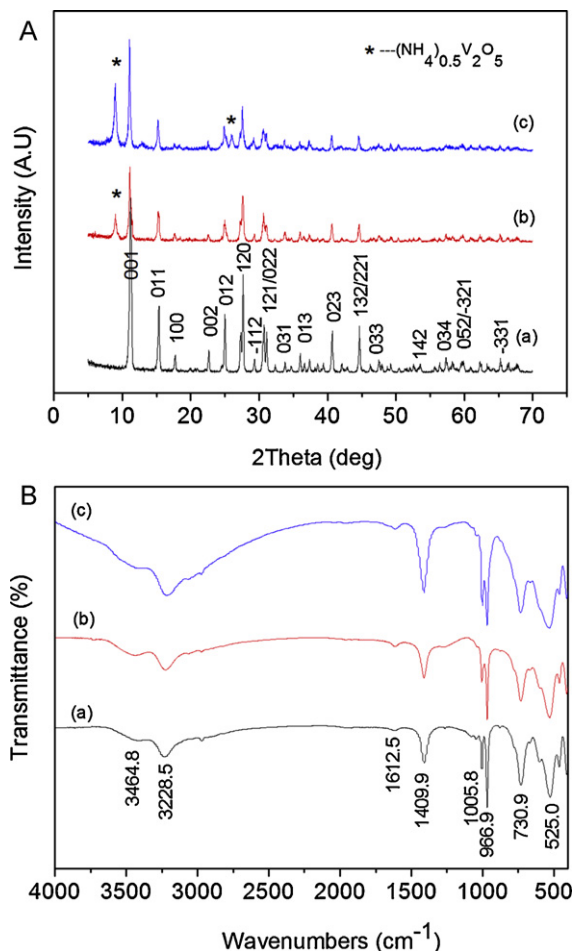 A
Intensity (A.U)
* ---(NH4)0.5V2O5
*
*
(c)
*
(b)
001
011
100
002
012
-112
120
121/022
031
013
023
132/221
033
142
034
052/-321
-331
(a)
0 10 20 30 40 50 60 70
2Theta (deg)
B
Transmittance (%)
(c)
(b)
(a)
3464.8
3228.5
1612.5
1409.9
1005.8
966.9
730.9
525.0
4000 3500 3000 2500 2000 1500 1000 500
Wavenumbers (cm-1)